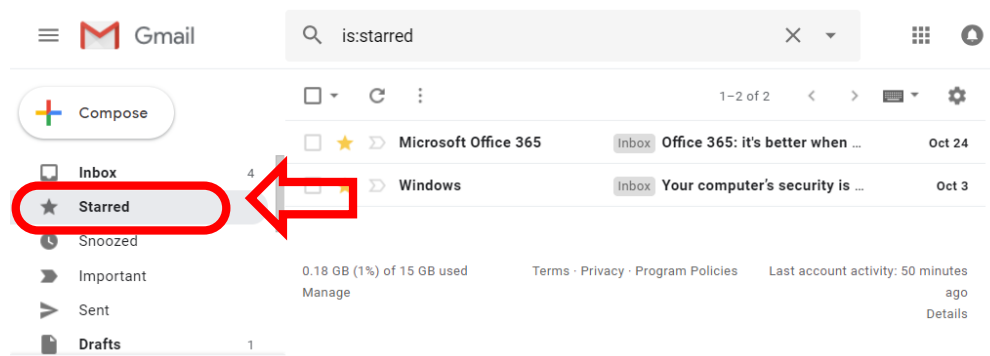 Gmail
is:starred
Compose
1–2 of 2
Microsoft Office 365 Inbox Office 365: it's better when ... Oct 24
Windows Inbox Your computer's security is ... Oct 3
Inbox 4
Starred
Snoozed
Important
Sent
Drafts 1
0.18 GB (1%) of 15 GB used
Manage
Terms · Privacy · Program Policies
Last account activity: 50 minutes
ago
Details